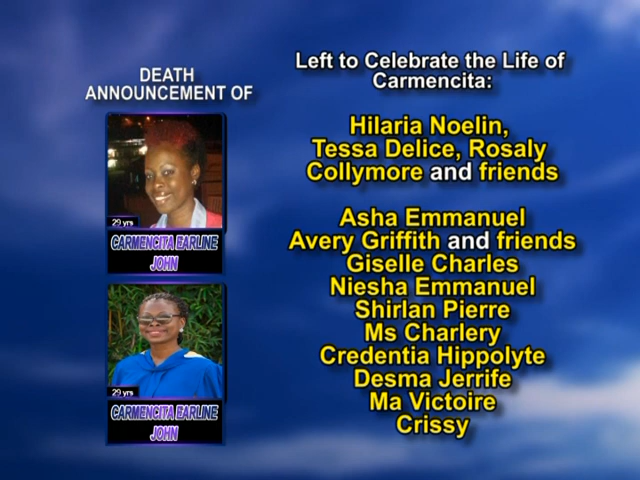 DEATH
ANNOUNCEMENT OF
29 yrs
CARMENCITA EARLINE
JOHN
29 yrs
CARMENCITA EARLINE
JOHN
Left to Celebrate the Life of
Carmencita:
Hilaria Noelin,
Tessa Delice, Rosaly
Collymore and friends
Asha Emmanuel
Avery Griffith and friends
Giselle Charles
Niesha Emmanuel
Shirlan Pierre
Ms Charlery
Credentia Hippolyte
Desma Jerrife
Ma Victoire
Crissy